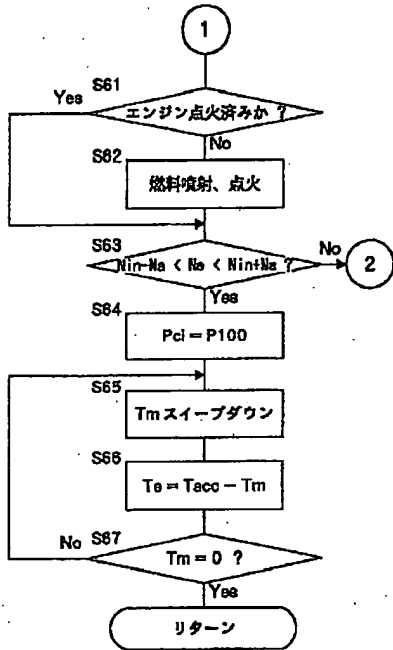 1
S61
Yes
エンジン点火済みか ?
No
S62
燃料噴射、点火
S63
Nin-Na < Ne < Nin+Na ?
No
2
Yes
S64
Pci = P100
S65
Tmスイープダウン
S66
Te = Tacc - Tm
S67
No
Tm = 0 ?
Yes
リターン